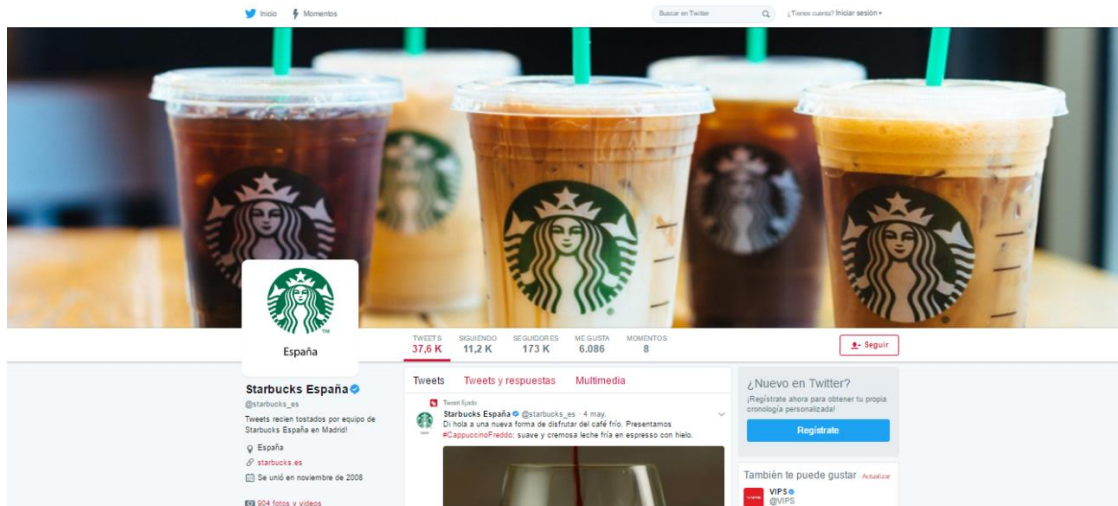 Inicio
Momentos
Buscar en Twitter
¿Tienes cuenta? Iniciar sesión
España
TWEETS
37,6 K
SIGUIENDO
11,2 K
SEGUIDORES
173 K
ME GUSTA
6.086
MOMENTOS
8
Seguir
Starbucks España
@starbucks_es
Tweets recien tostados por equipo de
Starbucks España en Madrid!
España
starbucks.es
Se unió en noviembre de 2008
904 fotos y videos
Tweets
Tweets y respuestas
Multimedia
Tweet fijado
Starbucks España @starbucks_es · 4 may.
Di hola a una nueva forma de disfrutar del café frío. Presentamos
#CappuccinoFreddo: suave y cremosa leche fría en espresso con hielo.
¿Nuevo en Twitter?
¡Regístrate ahora para obtener tu propia
cronología personalizada!
Regístrate
También te puede gustar
Actualizar
VIPS
@VIPS